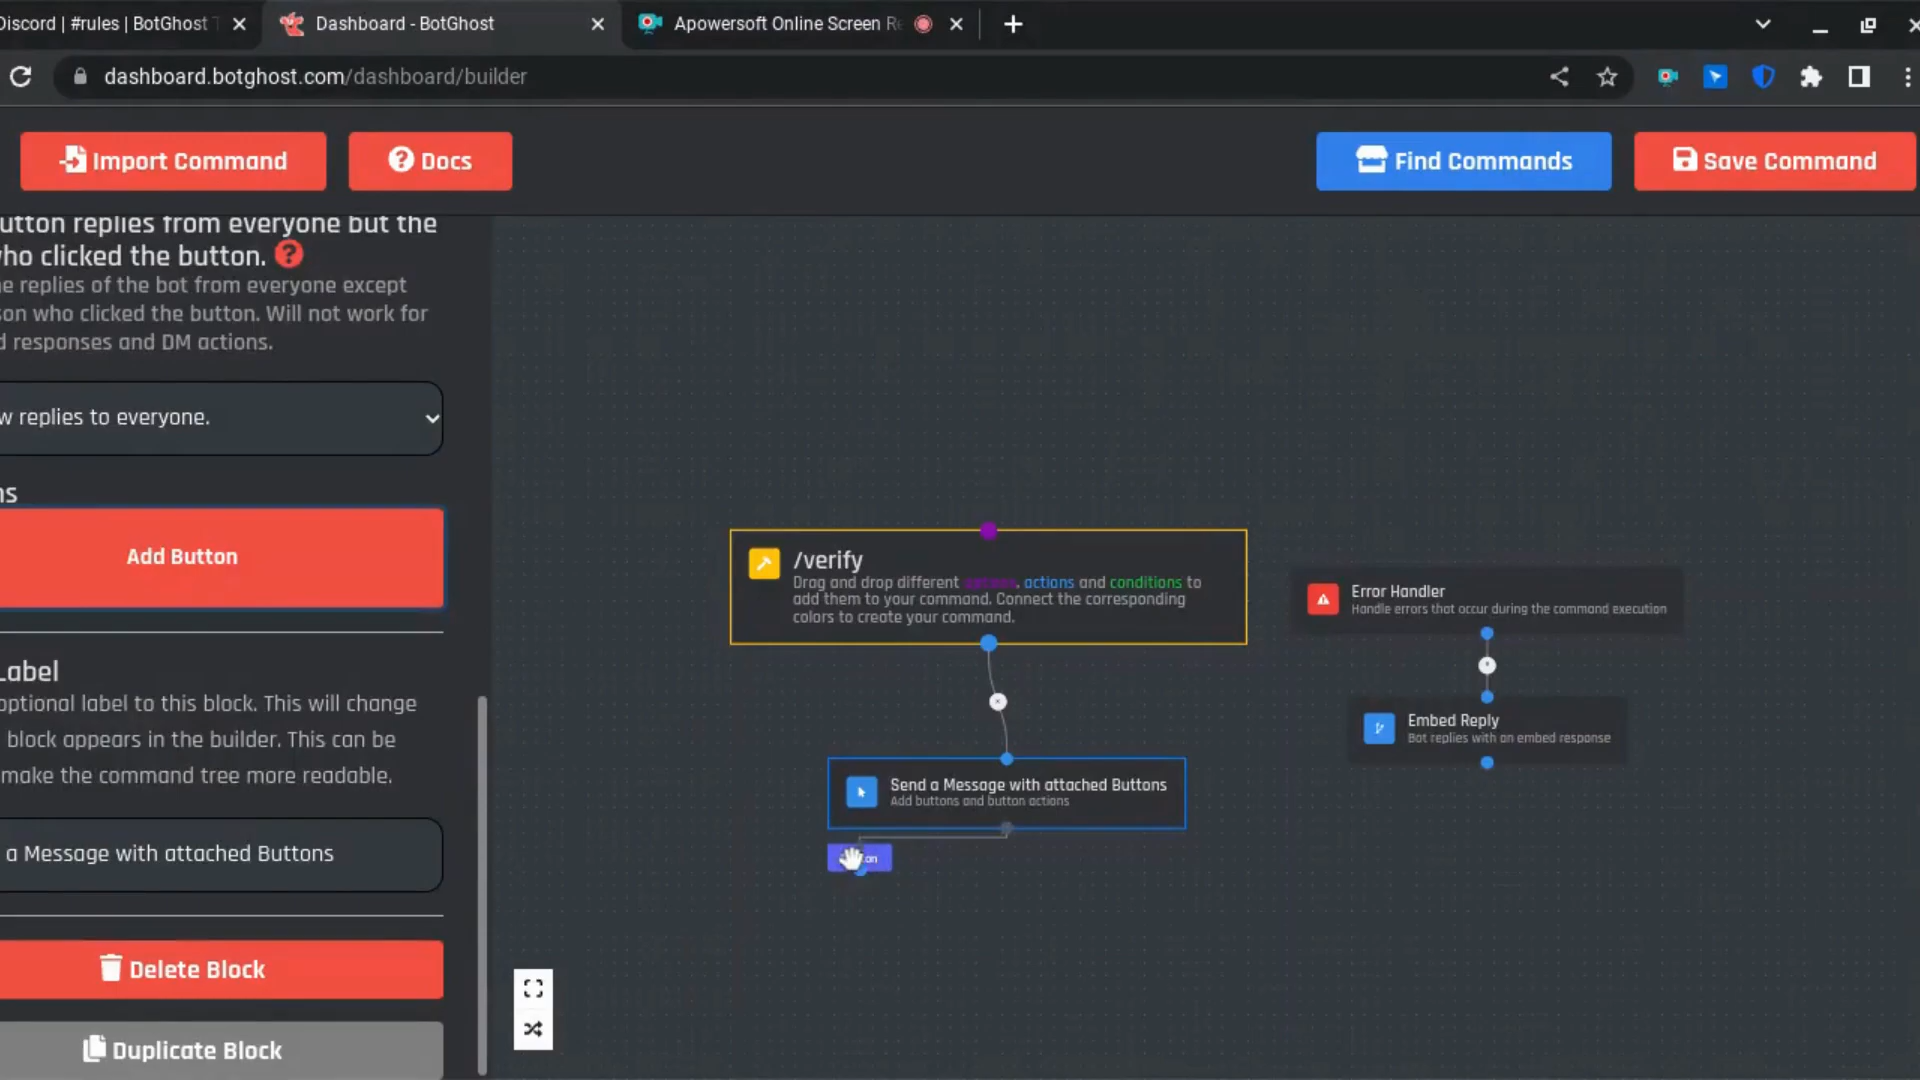 Discord | #rules | BotGhost
Dashboard - BotGhost
Apowersoft Online Screen Re
dashboard.botghost.com/dashboard/builder
Import Command
Docs
Find Commands
Save Command
utton replies from everyone but the
ho clicked the button.
e replies of the bot from everyone except
son who clicked the button. Will not work for
d responses and DM actions.
w replies to everyone.
ns
Add Button
Label
optional label to this block. This will change
block appears in the builder. This can be
make the command tree more readable.
a Message with attached Buttons
Delete Block
Duplicate Block
/verify
Drag and drop different options, actions and conditions to
add them to your command. Connect the corresponding
colors to create your command.
Send a Message with attached Buttons
Add buttons and button actions
on
Error Handler
Handle errors that occur during the command execution
Embed Reply
Bot replies with an embed response